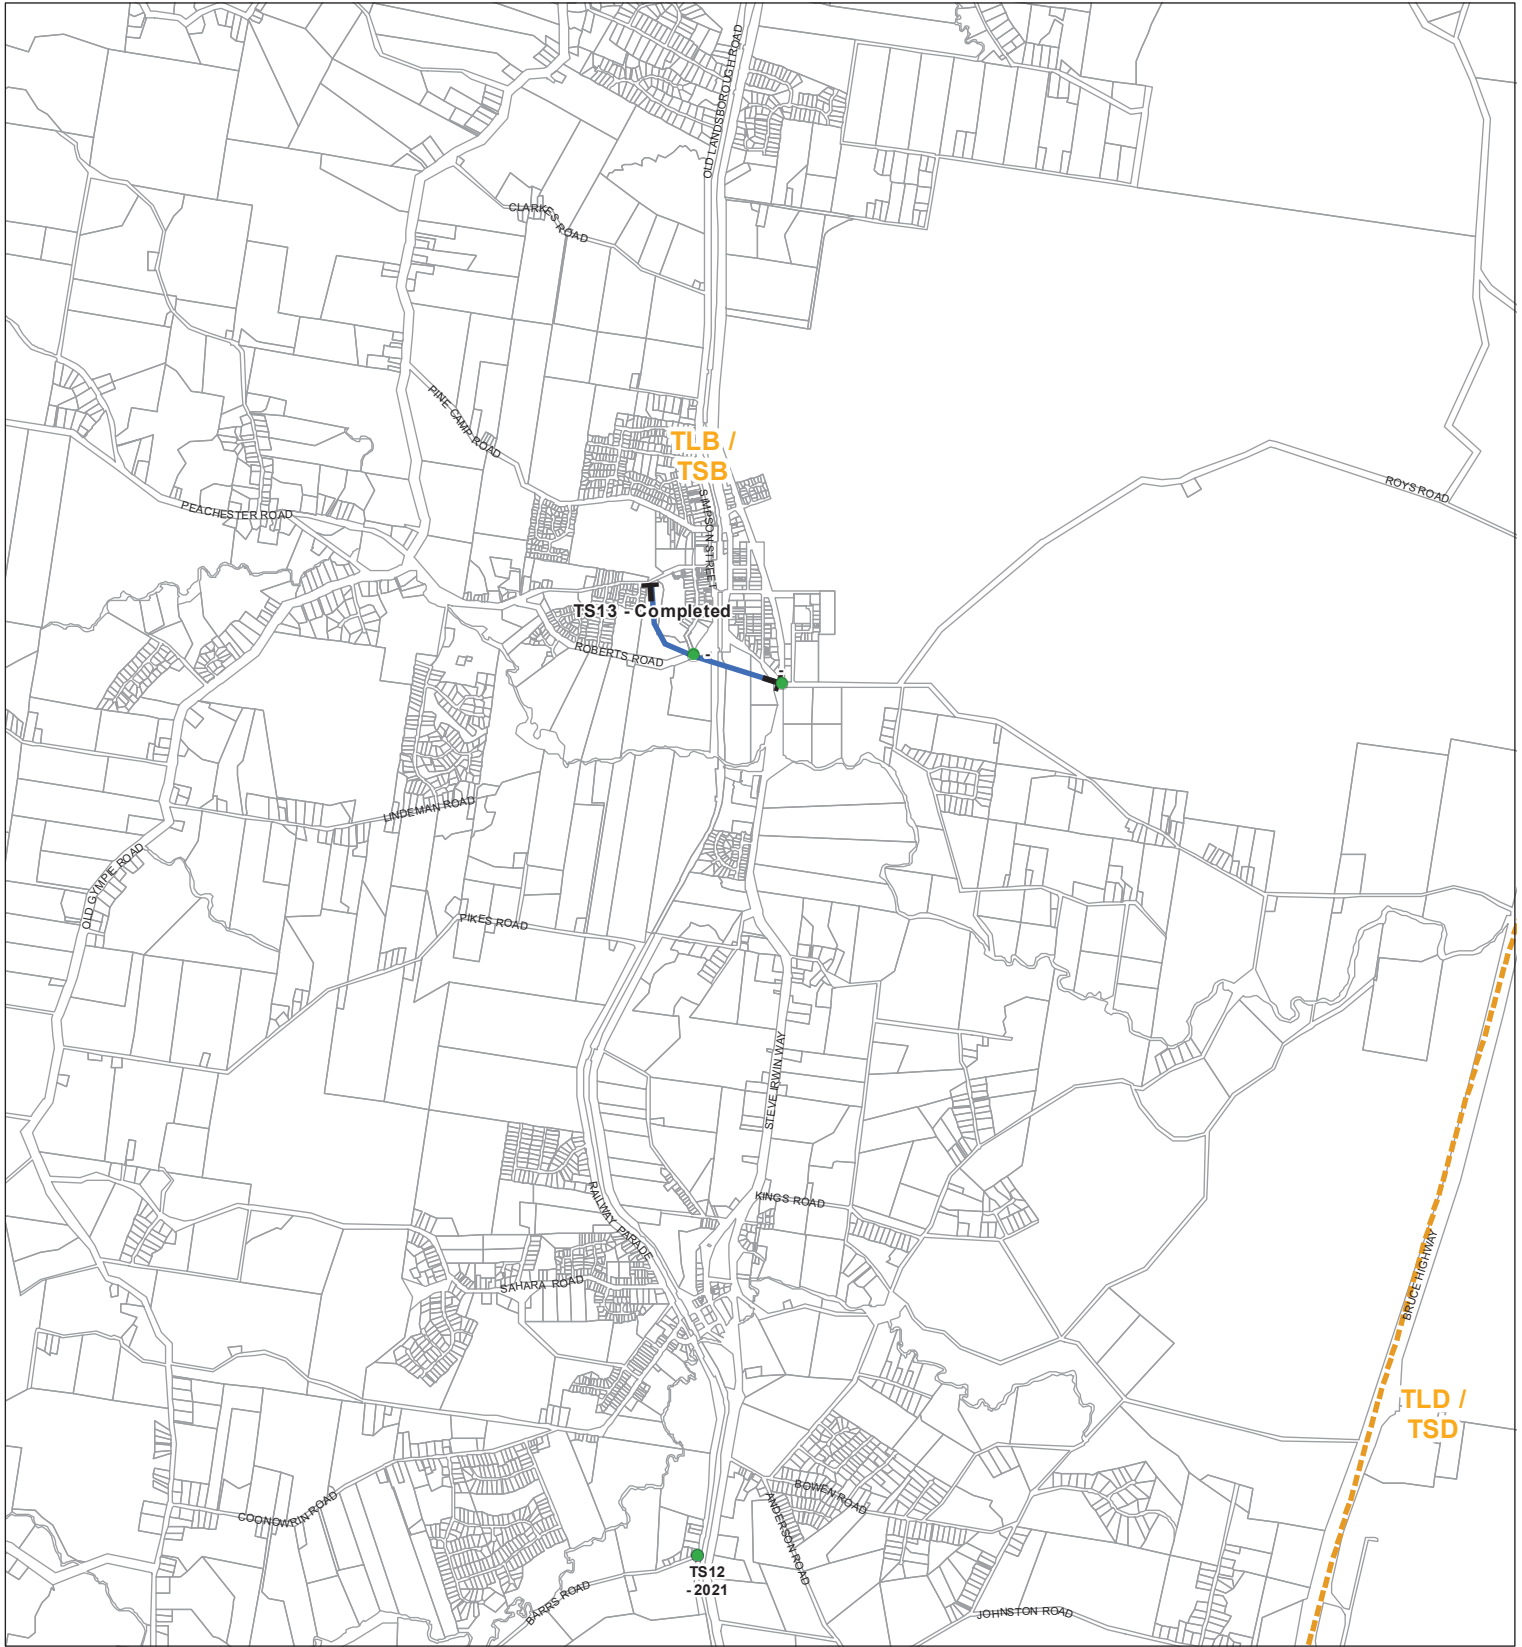 OLD LANDSBOROUGH ROAD
CLARKES ROAD
PINE CAMP ROAD
TLB /
TSB
SIMPSON STREET
ROYS ROAD
PEACHESTER ROAD
TS13 - Completed
ROBERTS ROAD
-
-
LINDEMAN ROAD
OLD GYMPIE ROAD
PIKES ROAD
STEVE IRWIN WAY
KINGS ROAD
RAILWAY PARADE
SAHARA ROAD
BRUCE HIGHWAY
TLD /
TSD
BOWEN ROAD
COONOWRIN ROAD
ANDERSON ROAD
TS12
- 2021
BARRS ROAD
JOHNSTON ROAD